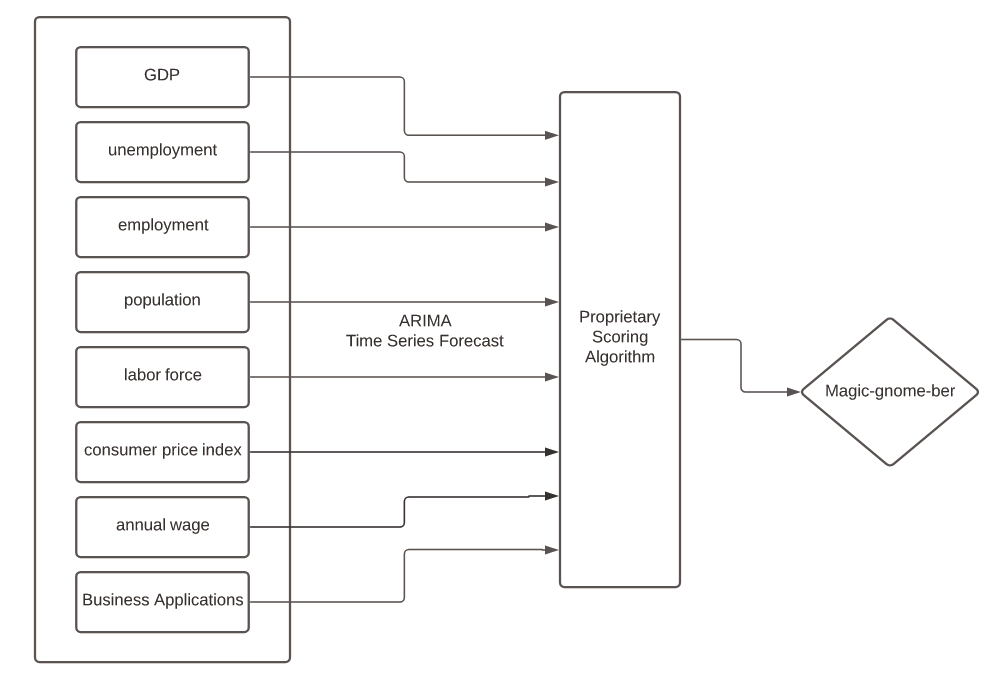 GDP
unemployment
employment
population
ARIMA
Time Series Forecast
labor force
consumer price index
annual wage
Business Applications
Proprietary
Scoring
Algorithm
Magic-gnome-ber